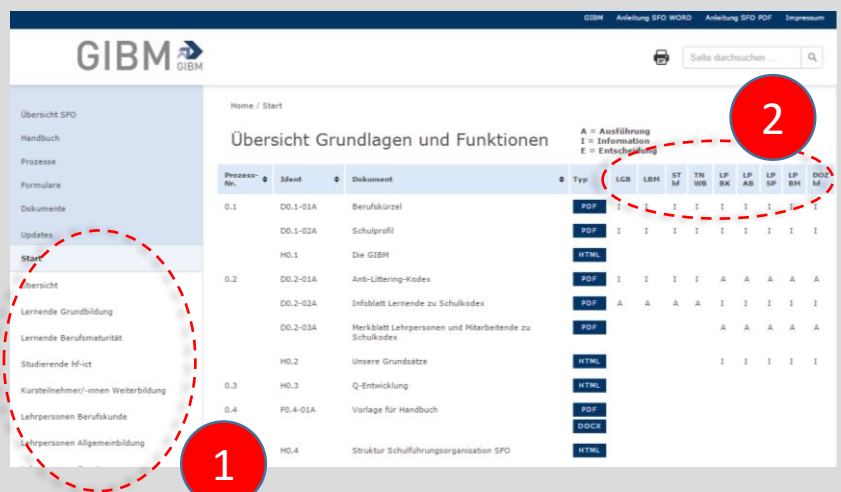 GIBM Anleitung SFO WORD Anleitung SFO PDF Impressum
GIBM GIBM
Seite durchsuchen ...
Übersicht SFO
Handbuch
Prozesse
Formulare
Dokumente
Updates
Start
Übersicht
Lernende Grundbildung
Lernende Berufsmaturität
Studierende hf-ict
Kursteilnehmer/-innen Weiterbildung
Lehrpersonen Berufskunde
Lehrpersonen Allgemeinbildung
1
Home / Start
Übersicht Grundlagen und Funktionen
A = Ausführung
I = Information
E = Entscheidung
2
Prozess-Nr. Ident Dokument Typ LGB LBM ST hf TN WB LP BK LP AB LP SP LP BM DOZ hf
0.1 D0.1-01A Berufskürzel PDF I I I I I I I I I
D0.1-02A Schulprofil PDF I I I I I I I I I
H0.1 Die GIBM HTML
0.2 D0.2-01A Anti-Littering-Kodex PDF I I I I A A A A A
D0.2-02A Infoblatt Lernende zu Schulkodex PDF A A A A I I I I I
D0.2-03A Merkblatt Lehrpersonen und Mitarbeitende zu PDF A A A A A
Schulkodex
H0.2 Unsere Grundsätze HTML I I I I I
0.3 H0.3 Q-Entwicklung HTML
0.4 F0.4-01A Vorlage für Handbuch PDF
DOCX
H0.4 Struktur Schulführungsorganisation SFO HTML